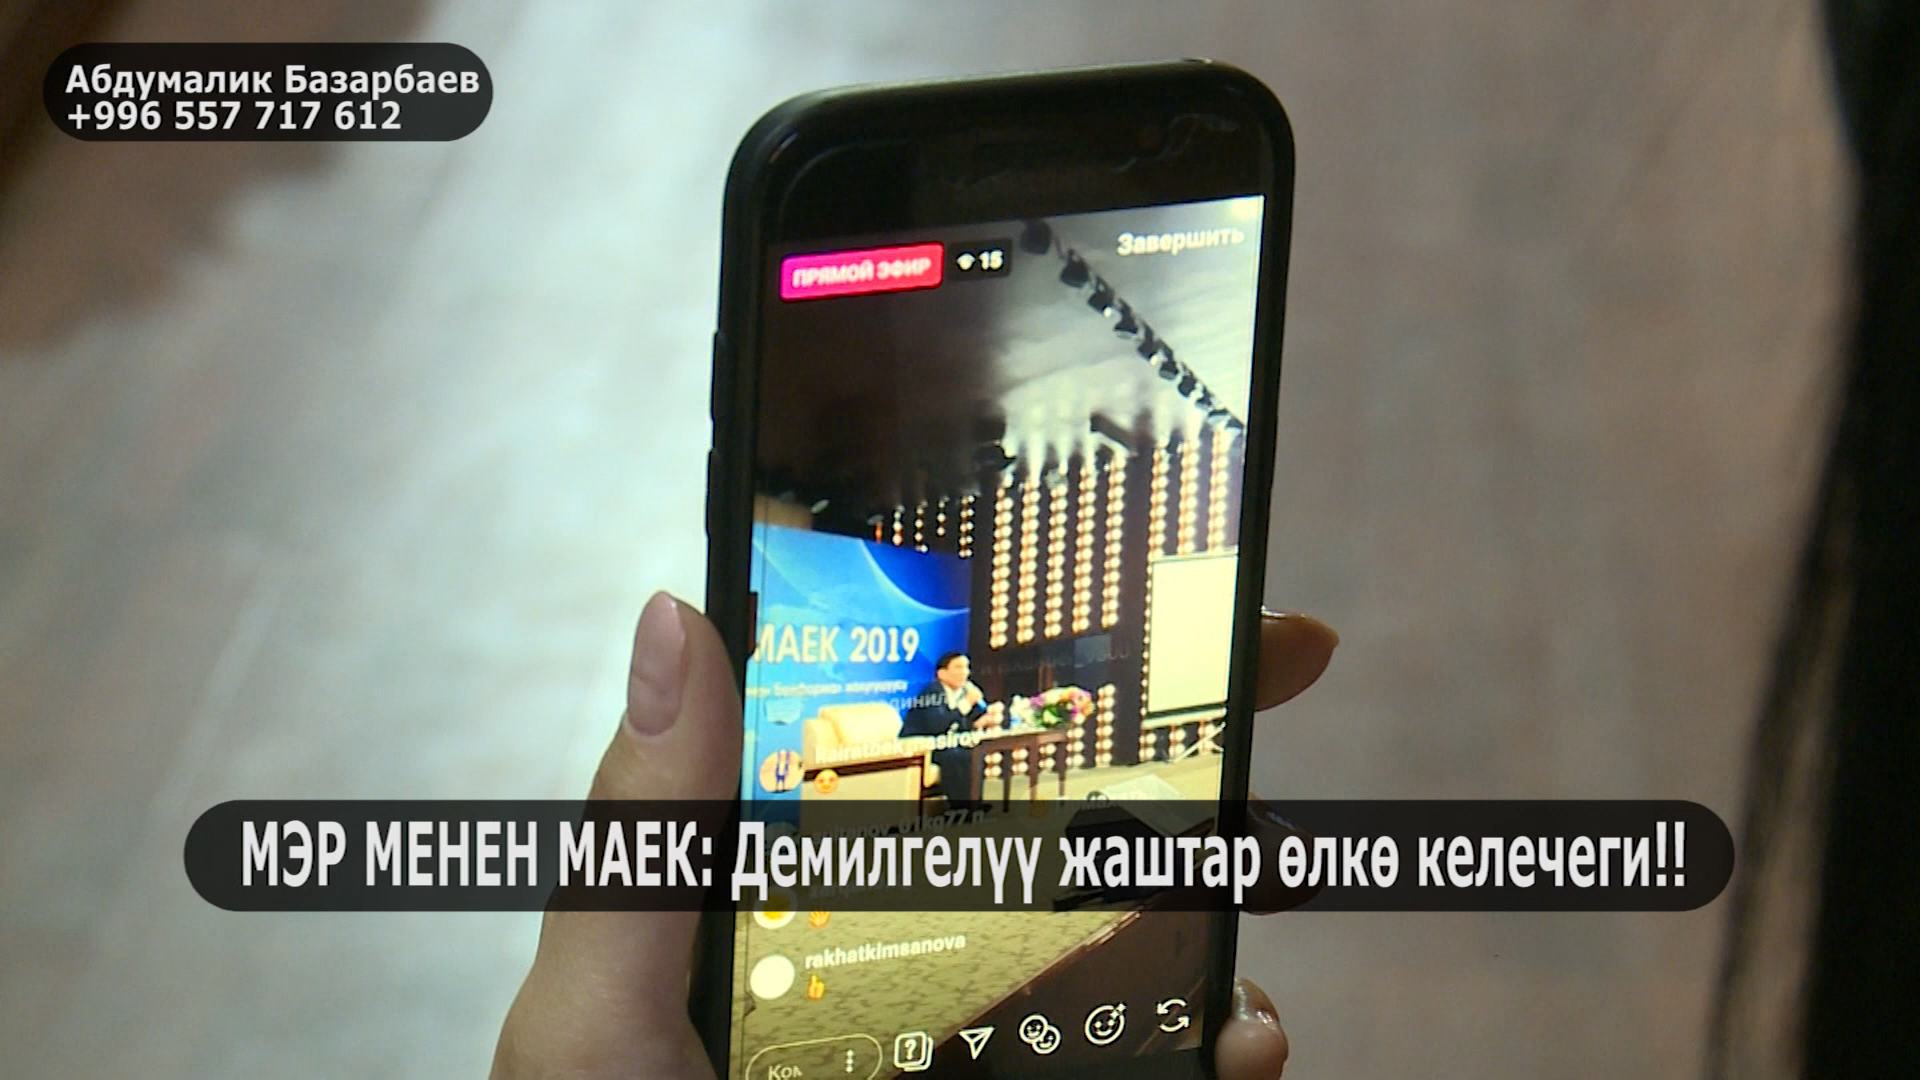 Абдумалик Базарбаев
+996 557 717 612
Завершить
ПРЯМОЙ ЭФИР
15
МАЕК 2019
МЭР МЕНЕН МАЕК: Демилгелүү жаштар өлкө келечеги!!
rakhatkimsanova
Ком